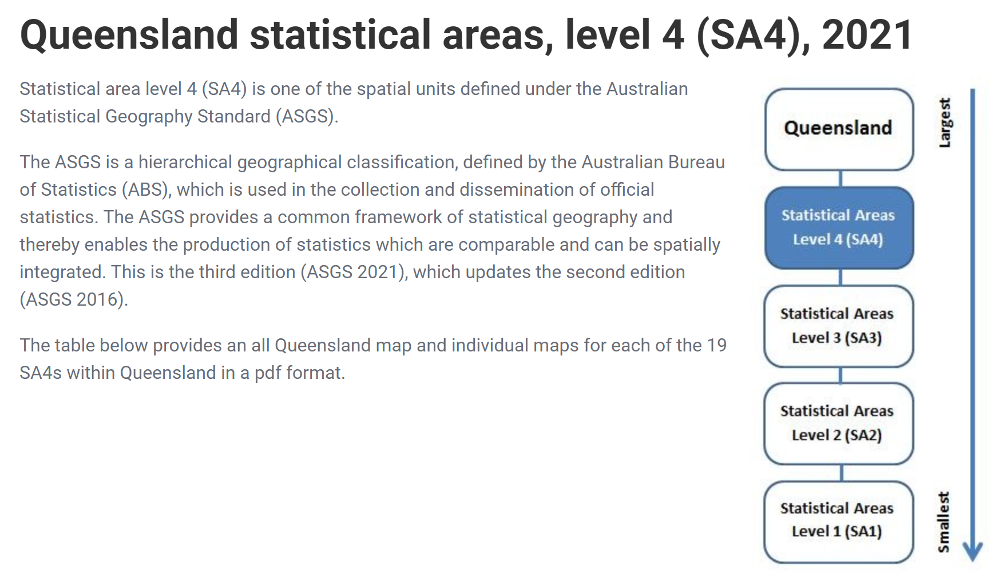 Queensland statistical areas, level 4 (SA4), 2021
Statistical area level 4 (SA4) is one of the spatial units defined under the Australian
Statistical Geography Standard (ASGS).
The ASGS is a hierarchical geographical classification, defined by the Australian Bureau
of Statistics (ABS), which is used in the collection and dissemination of official
statistics. The ASGS provides a common framework of statistical geography and
thereby enables the production of statistics which are comparable and can be spatially
integrated. This is the third edition (ASGS 2021), which updates the second edition
(ASGS 2016).
The table below provides an all Queensland map and individual maps for each of the 19
SA4s within Queensland in a pdf format.
Queensland
Statistical Areas
Level 4 (SA4)
Statistical Areas
Level 3 (SA3)
Statistical Areas
Level 2 (SA2)
Statistical Areas
Level 1 (SA1)
Largest
Smallest